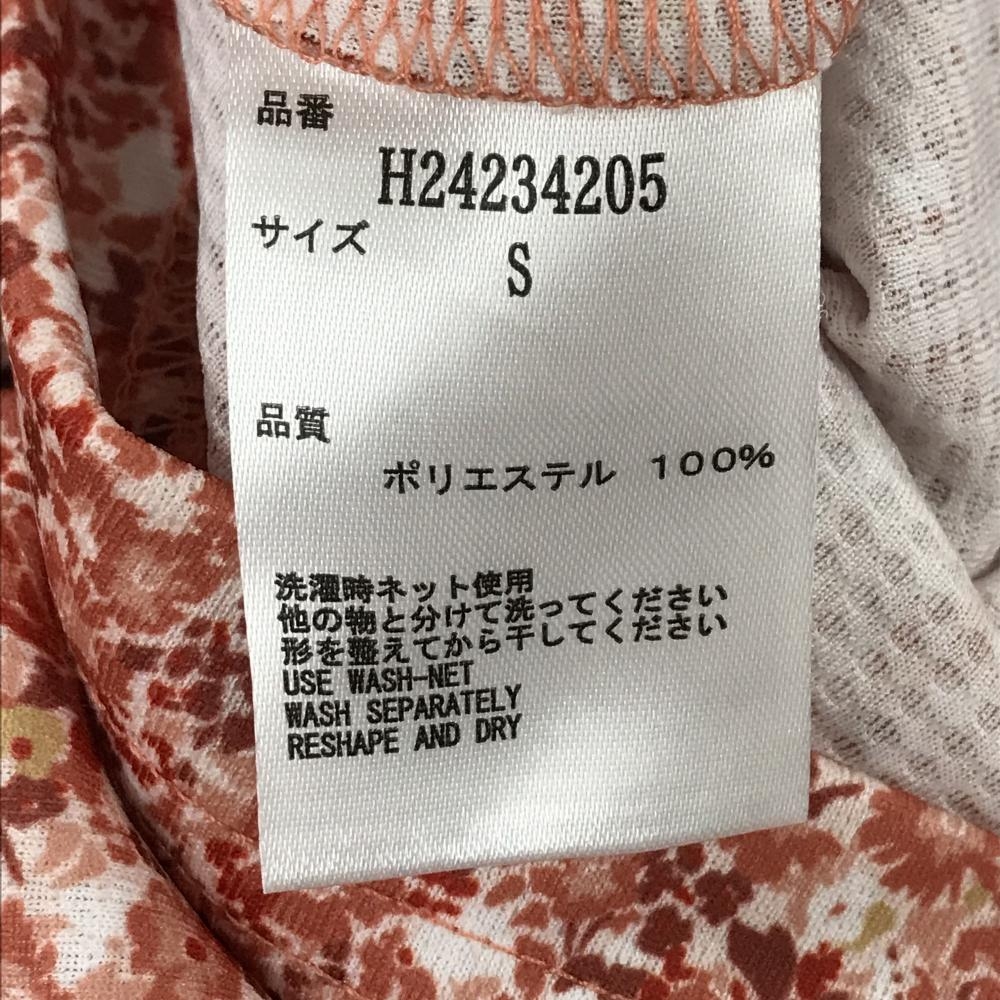 品番
H24234205
サイズ
S
品質
ポリエステル 100%
洗濯時ネット使用
他の物と分けて洗ってください
形を整えてから干してください
USE WASH-NET
WASH SEPARATELY
RESHAPE AND DRY